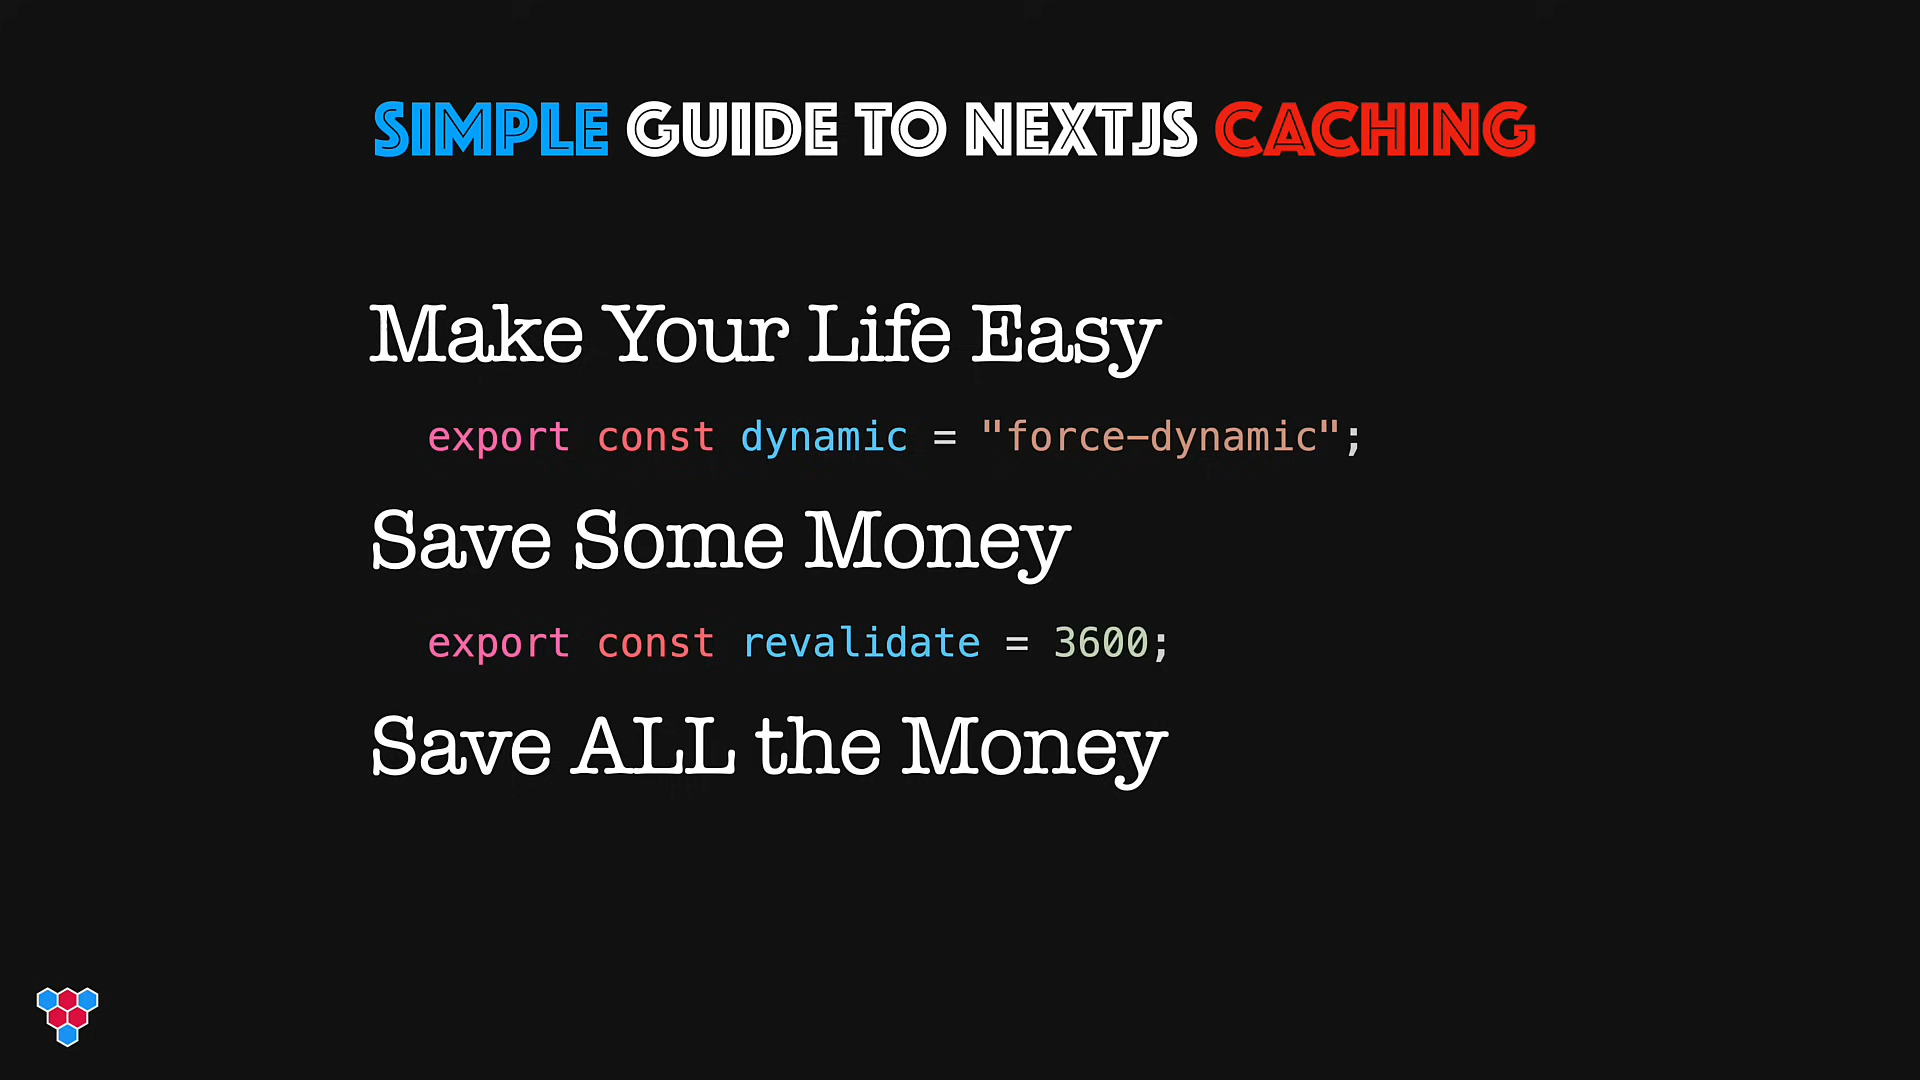 SIMPLE GUIDE TO NEXTJS CACHING
Make Your Life Easy
export const dynamic = "force-dynamic";
Save Some Money
export const revalidate = 3600;
Save ALL the Money